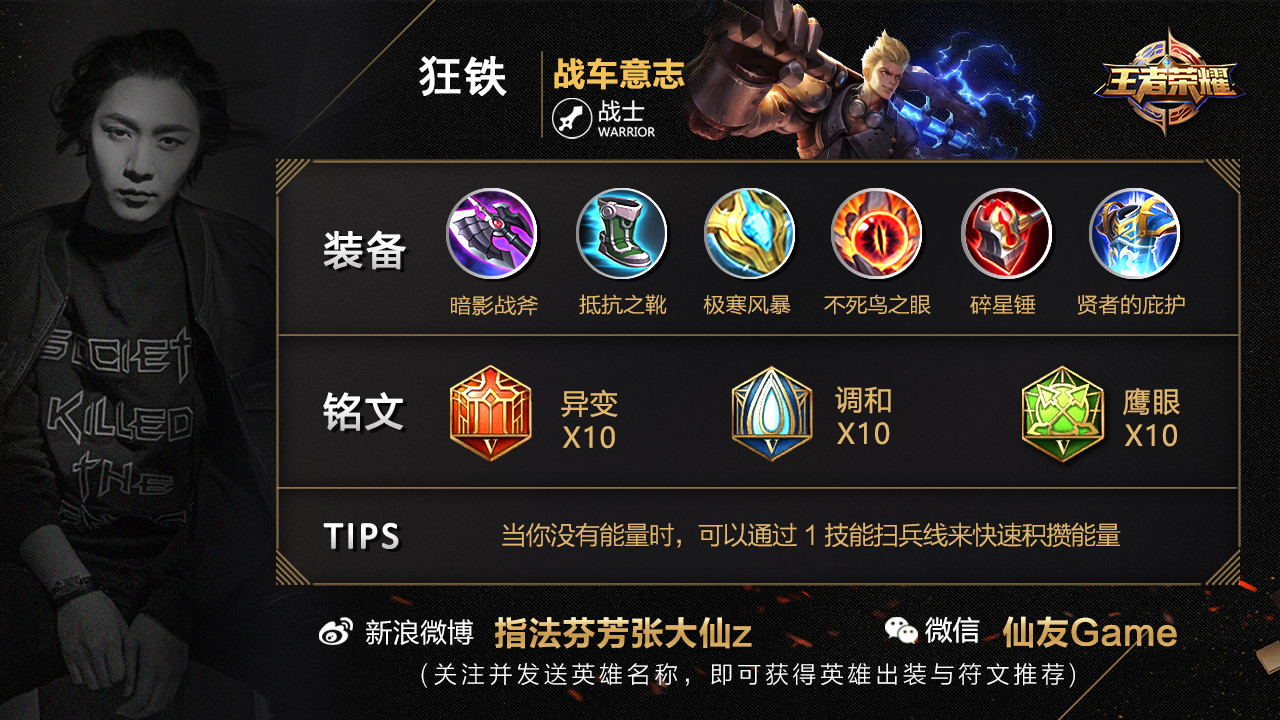 狂铁
战车意志
战士
WARRIOR
王者荣耀
装备
暗影战斧 抵抗之靴 极寒风暴 不死鸟之眼 碎星锤 贤者的庇护
铭文
V 异变 X10
V 调和 X10
V 鹰眼 X10
TIPS 当你没有能量时，可以通过 1 技能扫兵线来快速积攒能量
新浪微博 指法芬芳张大仙z 微信 仙友Game
(关注并发送英雄名称，即可获得英雄出装与符文推荐)
SOCIET
KILLED
THE